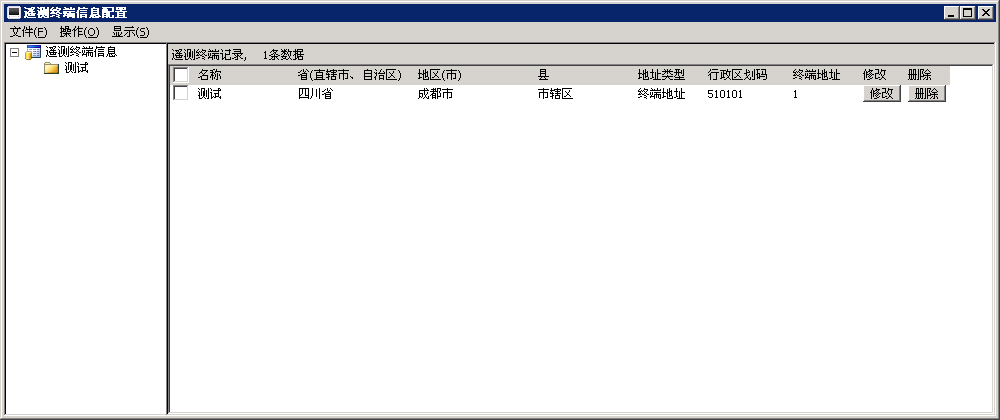 遥测终端信息配置
文件(F) 操作(O) 显示(S)
遥测终端信息
测试
遥测终端记录, 1条数据
名称 省(直辖市、自治区) 地区(市) 县 地址类型 行政区划码 终端地址 修改 删除
测试 四川省 成都市 市辖区 终端地址 510101 1 修改 删除